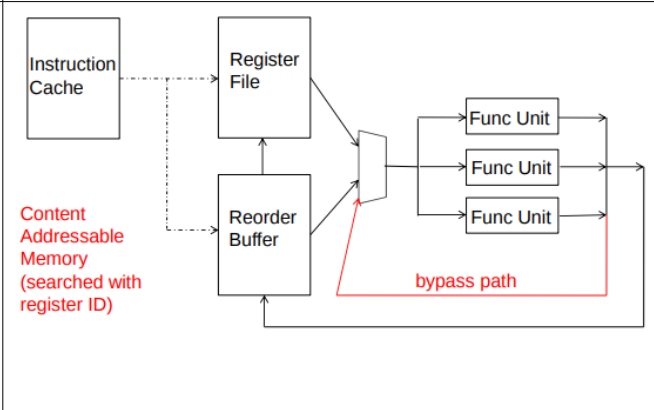 Instruction
Cache
Register
File
Func Unit
Func Unit
Func Unit
Content
Addressable
Memory
(searched with
register ID)
Reorder
Buffer
bypass path